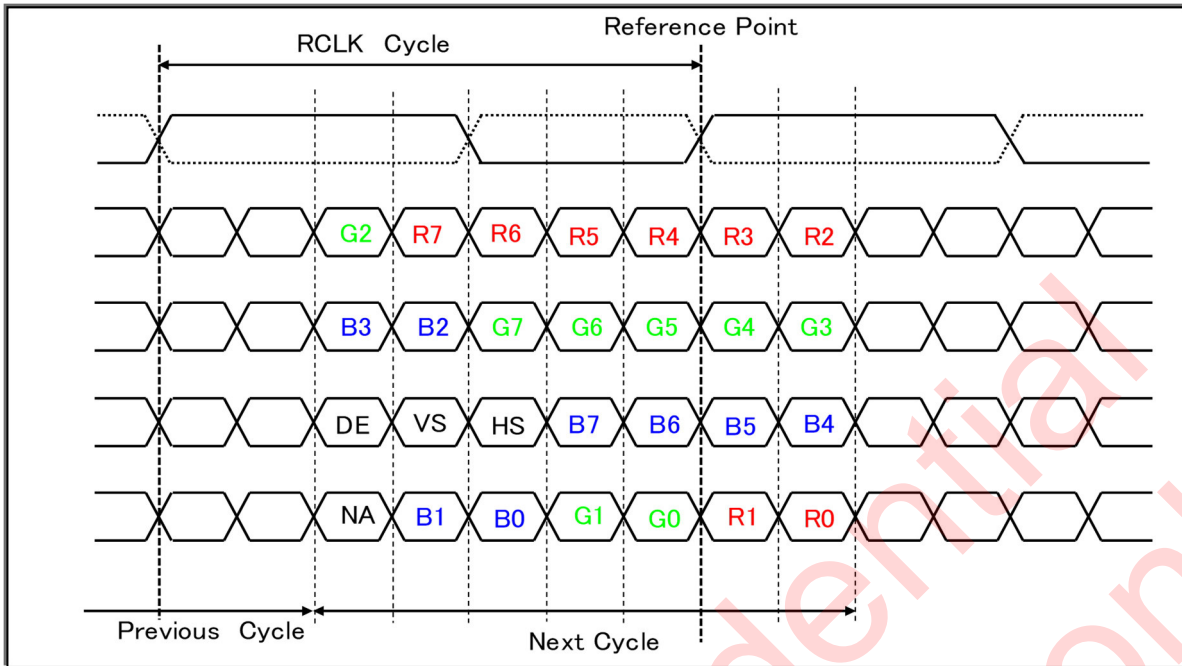 Reference Point
RCLK Cycle
G2 R7 R6 R5 R4 R3 R2
B3 B2 G7 G6 G5 G4 G3
DE VS HS B7 B6 B5 B4
NA B1 B0 G1 G0 R1 R0
Previous Cycle
Next Cycle
dential